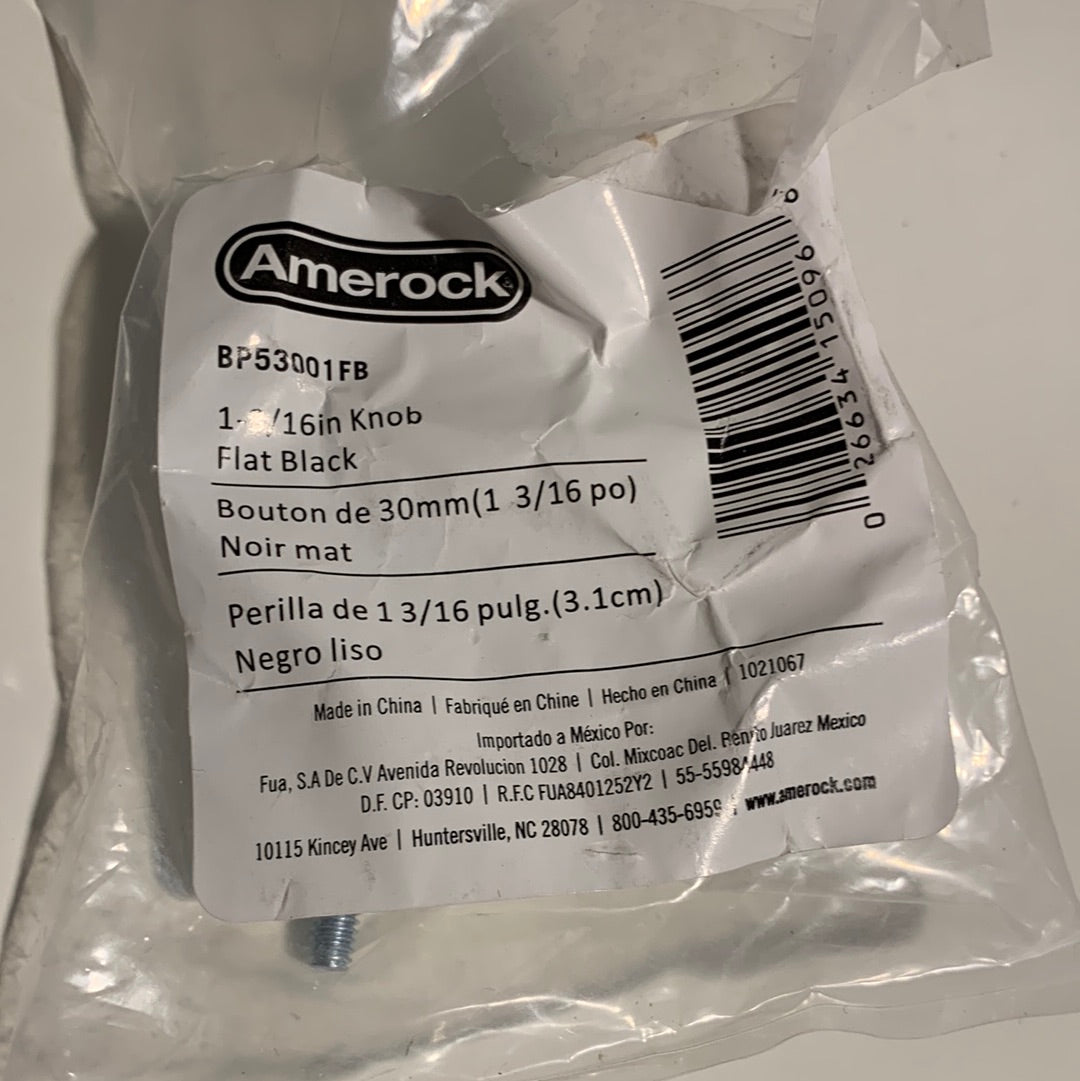 Amerock
BP53001FB
1-3/16in Knob
Flat Black
Bouton de 30mm(1 3/16 po)
Noir mat
Perilla de 1 3/16 pulg.(3.1cm)
Negro liso
Made in China | Fabriqué en Chine | Hecho en China | 1021067
Importado a México Por:
Fua, S.A De C.V Avenida Revolucion 1028 | Col. Mixcoac Del. Benito Juarez Mexico
D.F. CP: 03910 | R.F.C FUA8401252Y2 | 55-55984448
10115 Kincey Ave | Huntersville, NC 28078 | 800-435-6959 | www.amerock.com
0 26634 15096